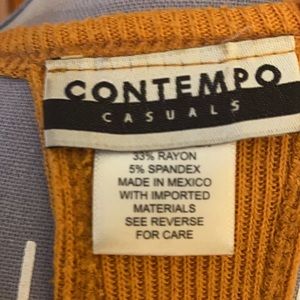 CONTEMPO
CASUALS
33% RAYON
5% SPANDEX
MADE IN MEXICO
WITH IMPORTED
MATERIALS
SEE REVERSE
FOR CARE